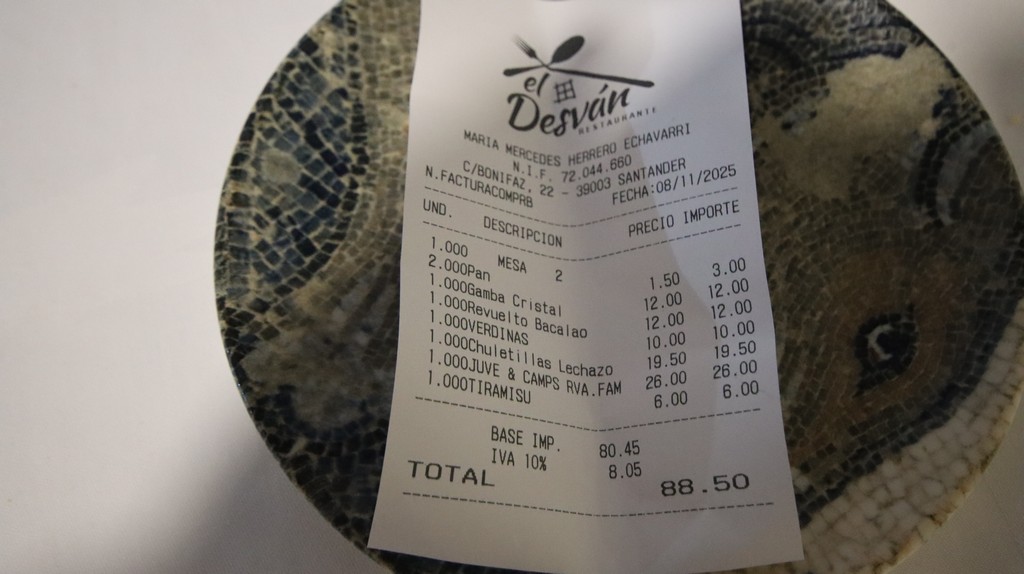 el
Desván
RESTAURANTE
MARIA MERCEDES HERRERO ECHAVARRI
N.I.F. 72.044.660
C/BONIFAZ, 22 - 39003 SANTANDER
N.FACTURACOMPRB FECHA:08/11/2025
UND. DESCRIPCION PRECIO IMPORTE
1.000 MESA 2
2.000Pan 1.50 3.00
1.000Gamba Cristal 12.00 12.00
1.000Revuelto Bacalao 12.00 12.00
1.000VERDINAS 10.00 10.00
1.000Chuletillas Lechazo 19.50 19.50
1.000JUVE & CAMPS RVA.FAM 26.00 26.00
1.000TIRAMISU 6.00 6.00
BASE IMP. 80.45
IVA 10% 8.05
TOTAL 88.50